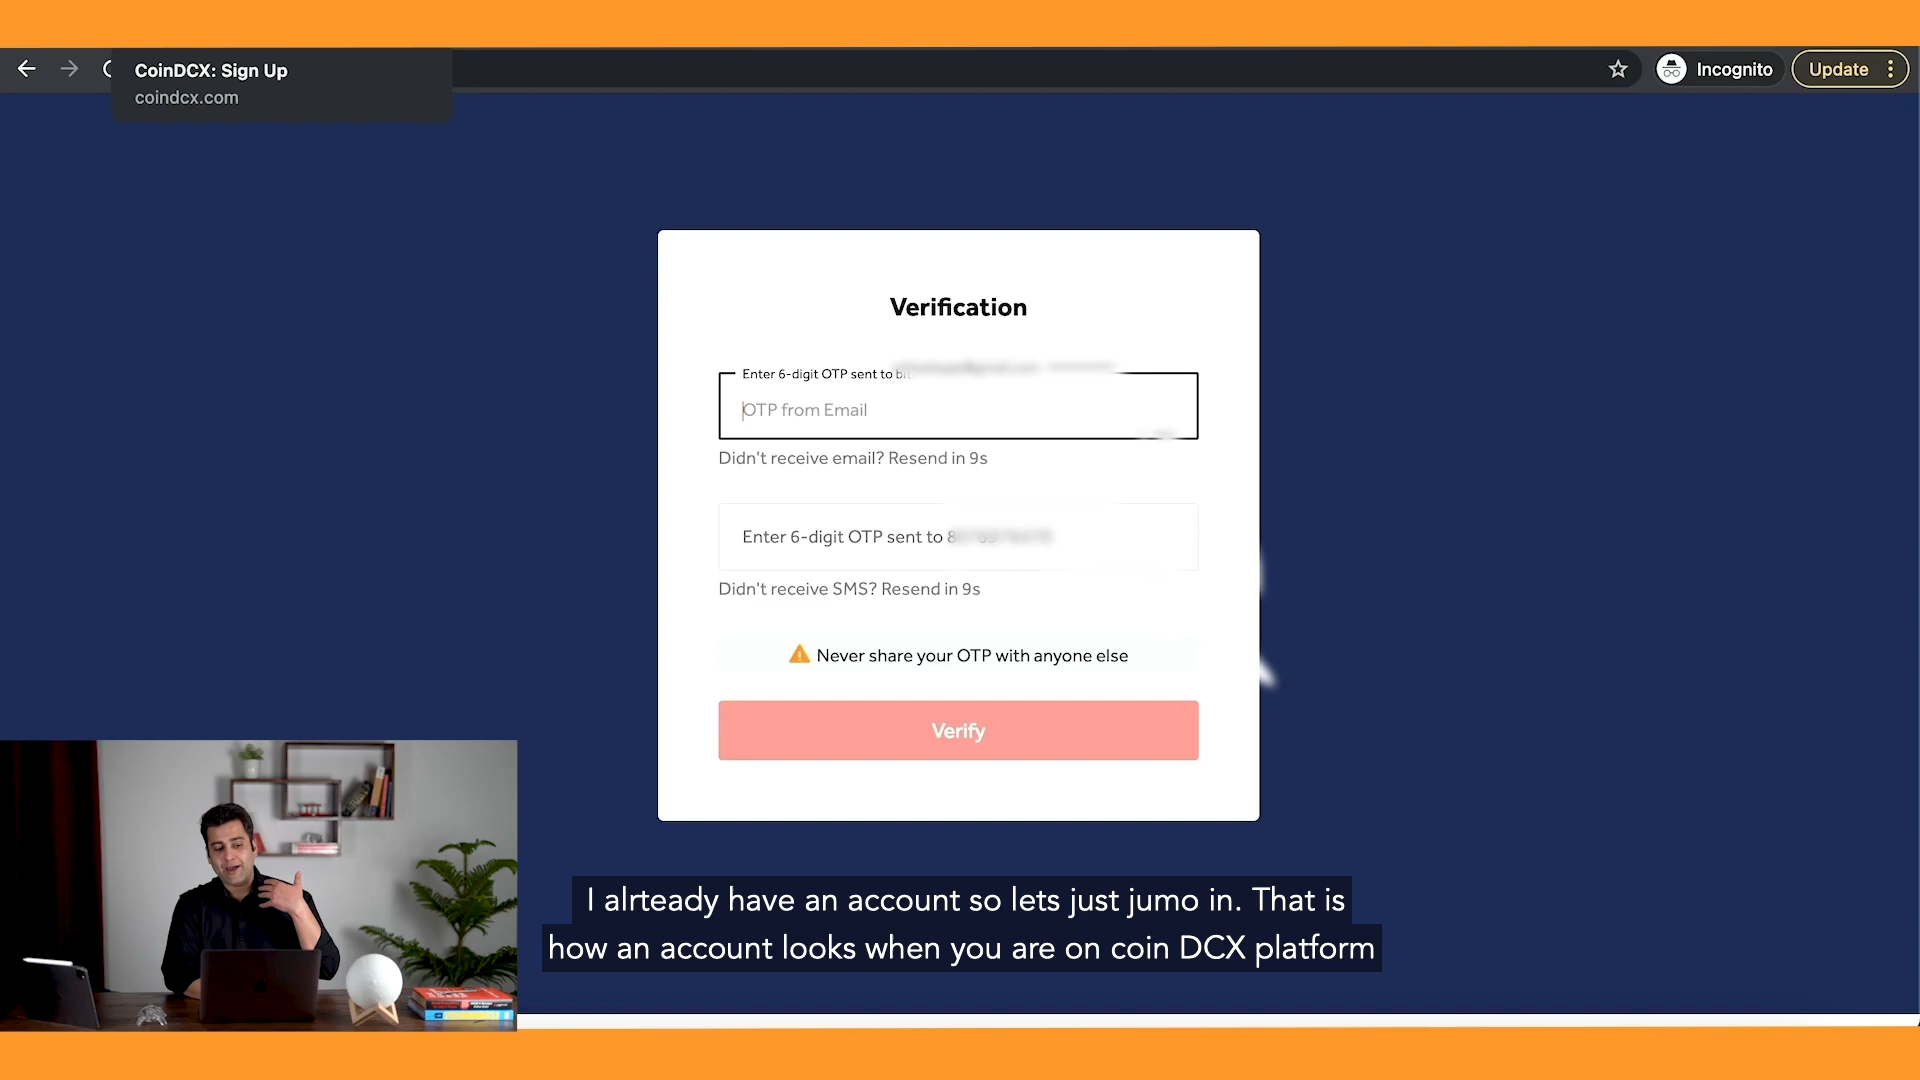 CoinDCX: Sign Up
coindcx.com
Incognito
Update
Verification
Enter 6-digit OTP sent to
OTP from Email
Didn't receive email? Resend in 9s
Enter 6-digit OTP sent to
Didn't receive SMS? Resend in 9s
Never share your OTP with anyone else
Verify
I alrteady have an account so lets just jumo in. That is
how an account looks when you are on coin DCX platform